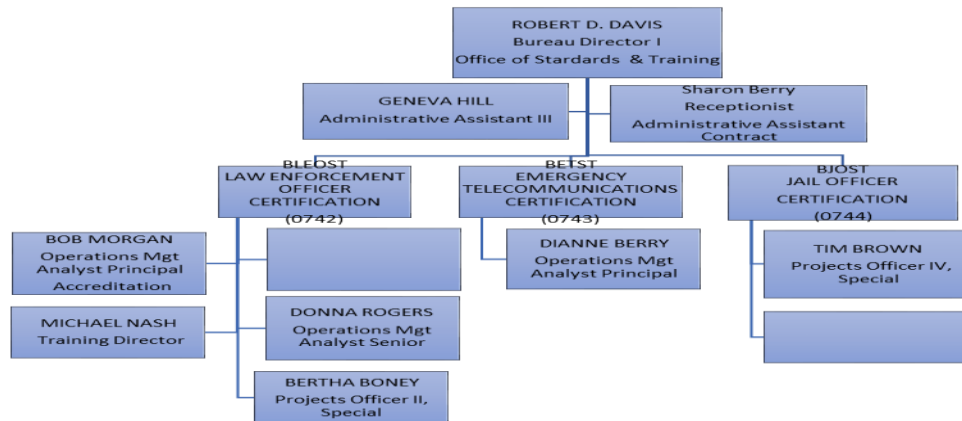 ROBERT D. DAVIS
Bureau Director I
Office of Stardards & Training
GENEVA HILL
Administrative Assistant III
Sharon Berry
Receptionist
Administrative Assistant
Contract
BLEOST
LAW ENFORCEMENT
OFFICER
CERTIFICATION
(0742)
BETST
EMERGENCY
TELECOMMUNICATIONS
CERTIFICATION
(0743)
BJOST
JAIL OFFICER
CERTIFICATION
(0744)
BOB MORGAN
Operations Mgt
Analyst Principal
Accreditation
MICHAEL NASH
Training Director
DONNA ROGERS
Operations Mgt
Analyst Senior
BERTHA BONEY
Projects Officer II,
Special
DIANNE BERRY
Operations Mgt
Analyst Principal
TIM BROWN
Projects Officer IV,
Special